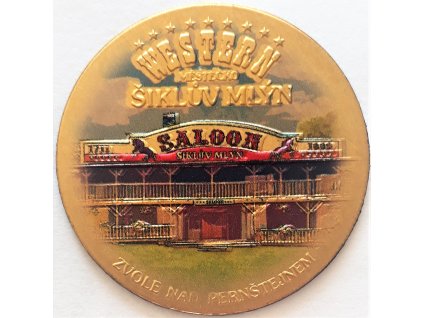 WESTERN
MĚSTEČKO
ŠIKLŮV MLÝN
SALOON
ŠIKLŮV MLÝN
ZVOLE NAD PERNŠTEJNEM